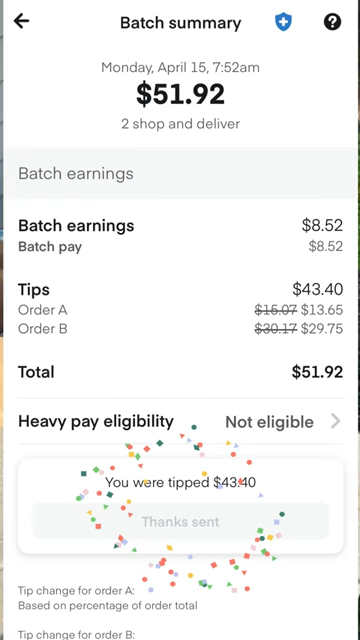 Batch summary
Monday, April 15, 7:52am
$51.92
2 shop and deliver
Batch earnings
Batch earnings $8.52
Batch pay $8.52
Tips $43.40
Order A $15.07 $13.65
Order B $30.17 $29.75
Total $51.92
Heavy pay eligibility Not eligible
You were tipped $43.40
Thanks sent
Tip change for order A:
Based on percentage of order total
Tip change for order B: